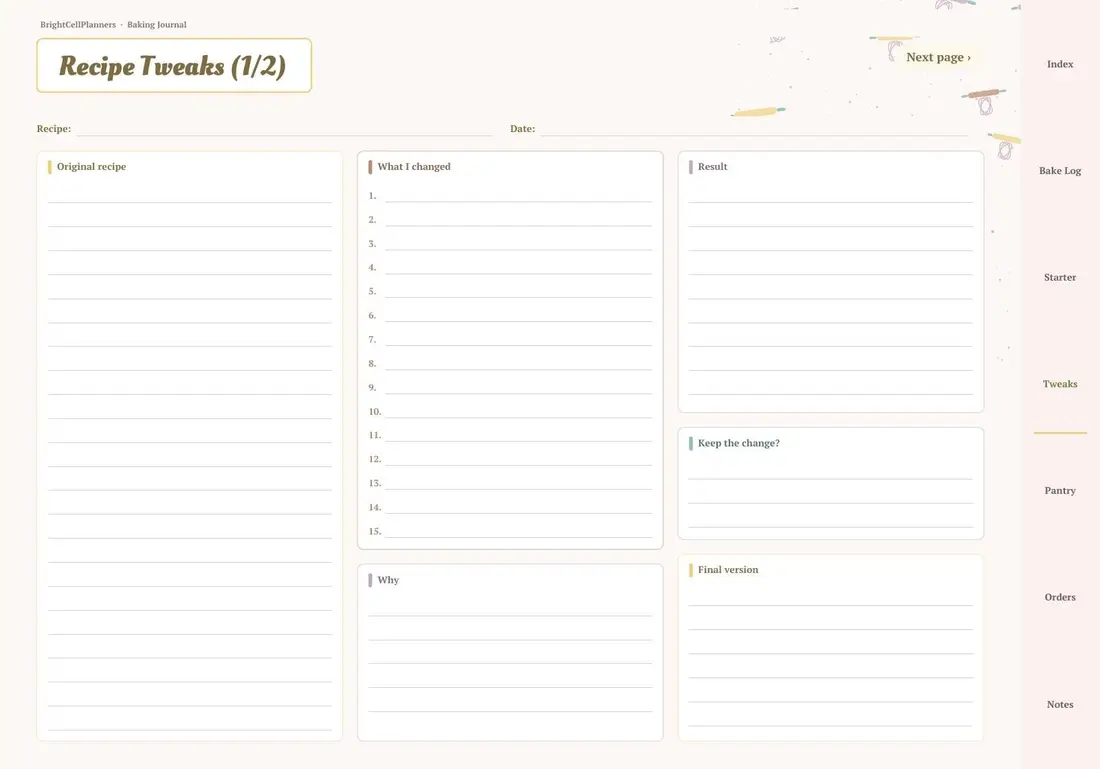 BrightCellPlanners · Baking Journal
Recipe Tweaks (1/2)
Next page ›
Recipe:
Date:
Original recipe
What I changed
1.
2.
3.
4.
5.
6.
7.
8.
9.
10.
11.
12.
13.
14.
15.
Why
Result
Keep the change?
Final version
Index
Bake Log
Starter
Tweaks
Pantry
Orders
Notes